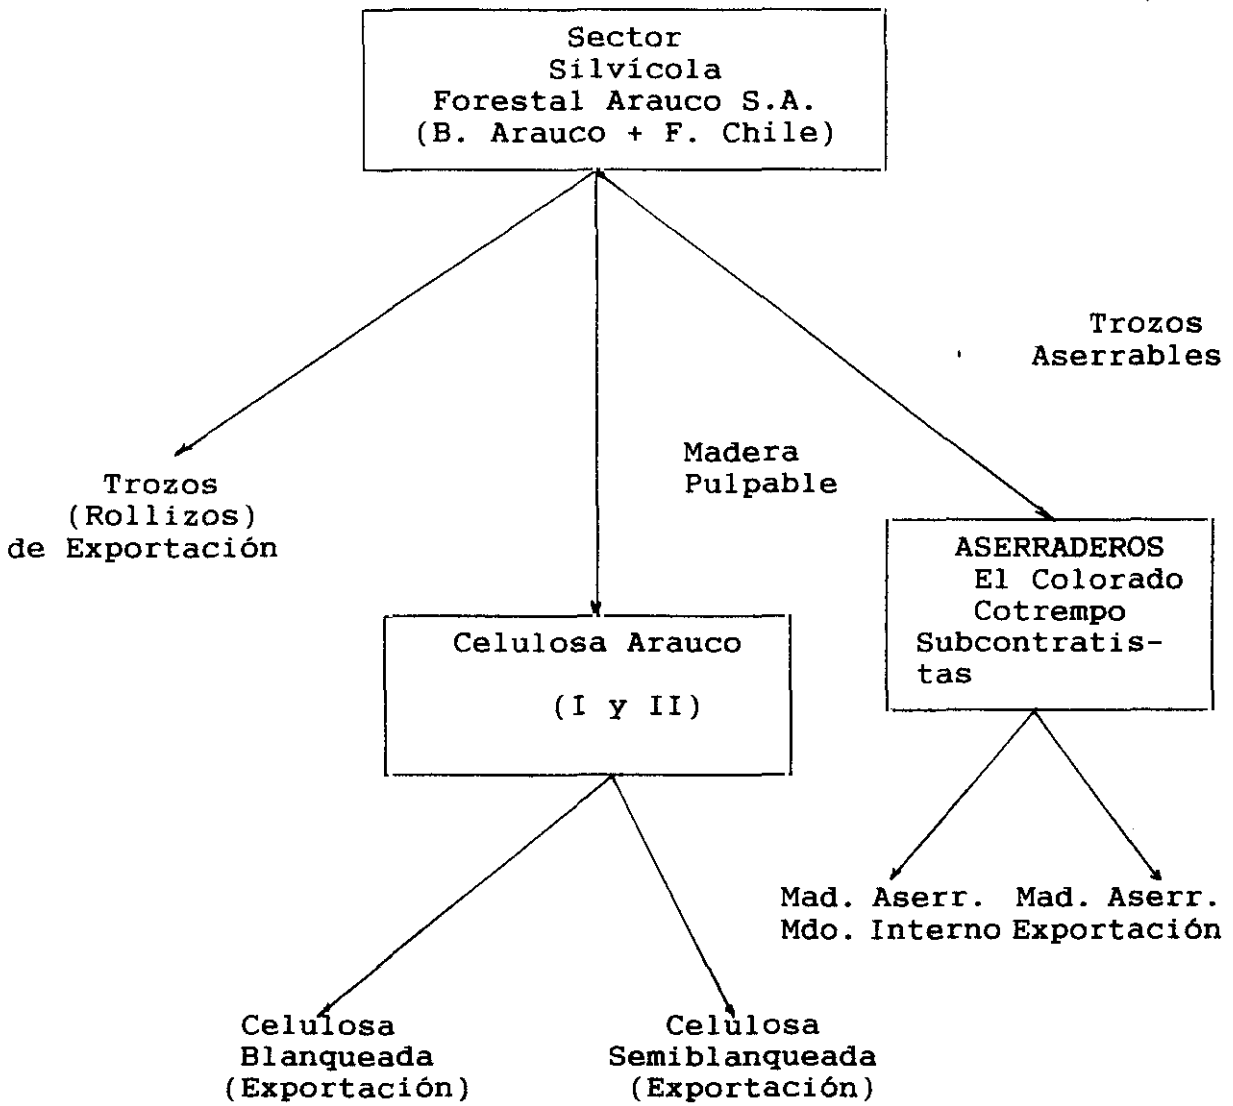 Sector
Silvícola
Forestal Arauco S.A.
(B. Arauco + F. Chile)
Trozos
Aserrables
Madera
Pulpable
Trozos
(Rollizos)
de Exportación
ASERRADEROS
El Colorado
Cotrempo
Subcontratis-
tas
Celulosa Arauco
(I y II)
Mad. Aserr.
Mdo. Interno
Mad. Aserr.
Exportación
Celulosa
Blanqueada
(Exportación)
Celulosa
Semiblanqueada
(Exportación)